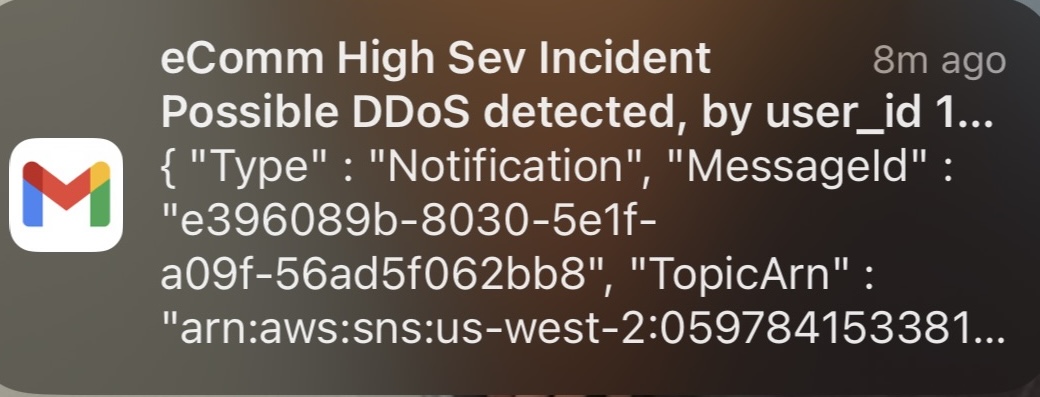 eComm High Sev Incident 8m ago
Possible DDoS detected, by user_id 1...
{ "Type" : "Notification", "MessageId" :
"e396089b-8030-5e1f-
a09f-56ad5f062bb8", "TopicArn" :
"arn:aws:sns:us-west-2:059784153381...